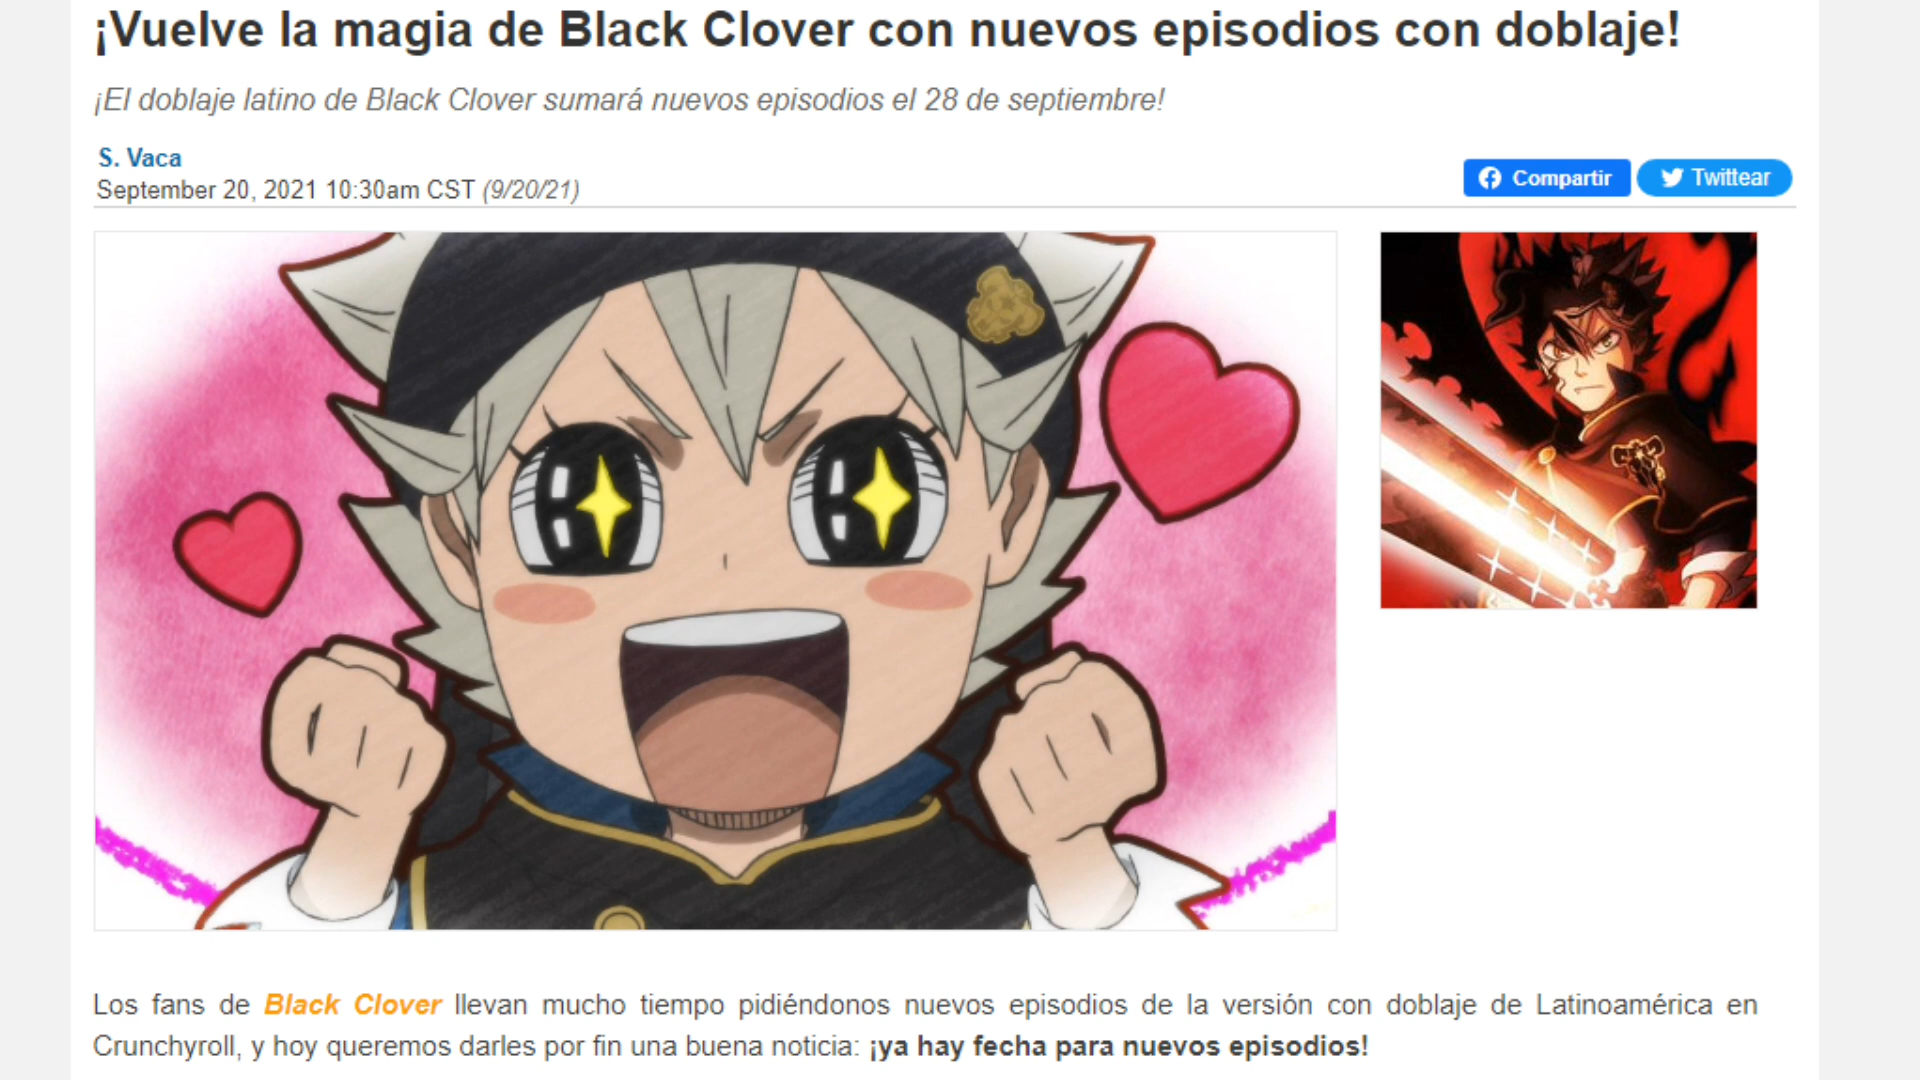 ¡Vuelve la magia de Black Clover con nuevos episodios con doblaje!
¡El doblaje latino de Black Clover sumará nuevos episodios el 28 de septiembre!
S. Vaca
September 20, 2021 10:30am CST (9/20/21)
Compartir
Twittear
Los fans de Black Clover llevan mucho tiempo pidiéndonos nuevos episodios de la versión con doblaje de Latinoamérica en
Crunchyroll, y hoy queremos darles por fin una buena noticia: ¡ya hay fecha para nuevos episodios!